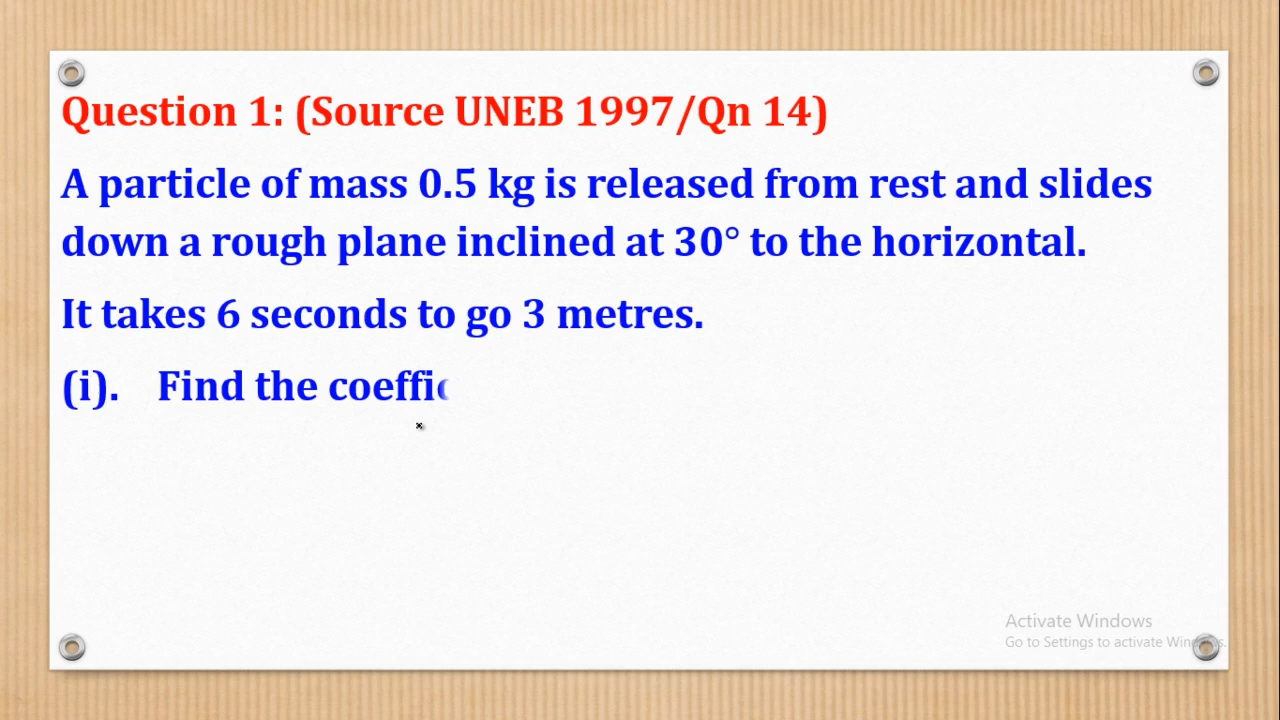 Question 1: (Source UNEB 1997/Qn 14)
A particle of mass 0.5 kg is released from rest and slides
down a rough plane inclined at 30° to the horizontal.
It takes 6 seconds to go 3 metres.
(i). Find the coeffic
Activate Windows
Go to Settings to activate Windows.